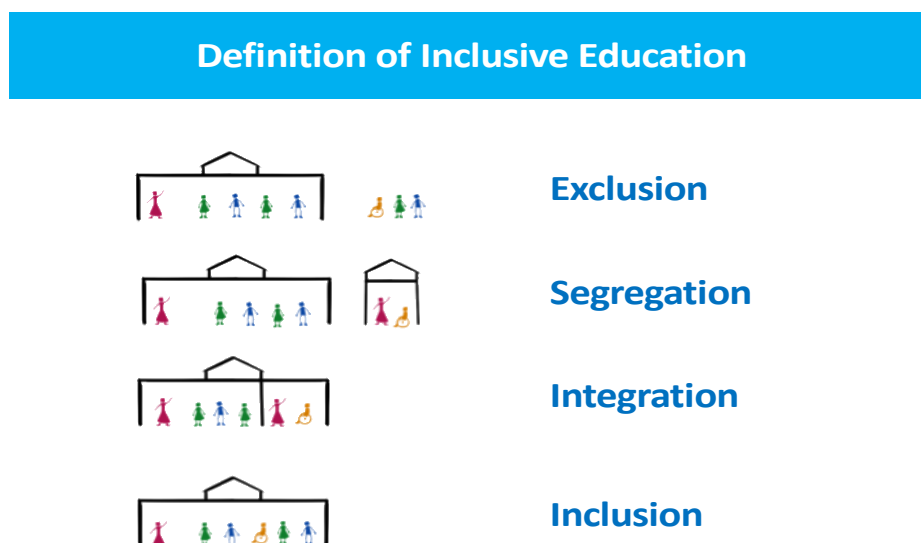 Definition of Inclusive Education
Exclusion
Segregation
Integration
Inclusion